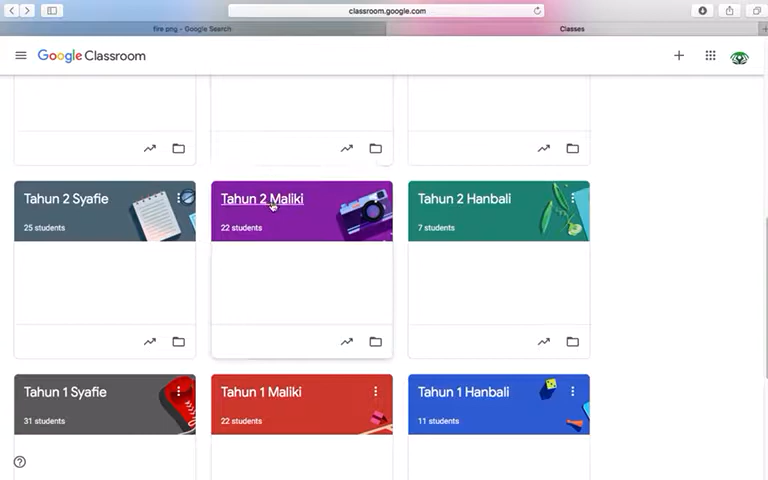 classroom.google.com
fire png - Google Search
Classes
Google Classroom
Tahun 2 Syafie
25 students
Tahun 2 Maliki
22 students
Tahun 2 Hanbali
7 students
Tahun 1 Syafie
31 students
Tahun 1 Maliki
22 students
Tahun 1 Hanbali
11 students